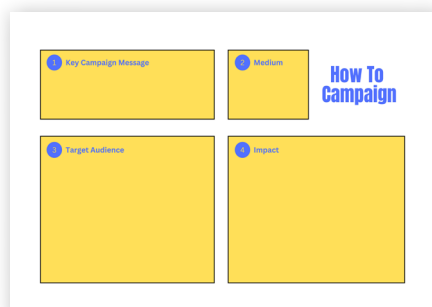 1 Key Campaign Message
2 Medium
How To
Campaign
3 Target Audience
4 Impact